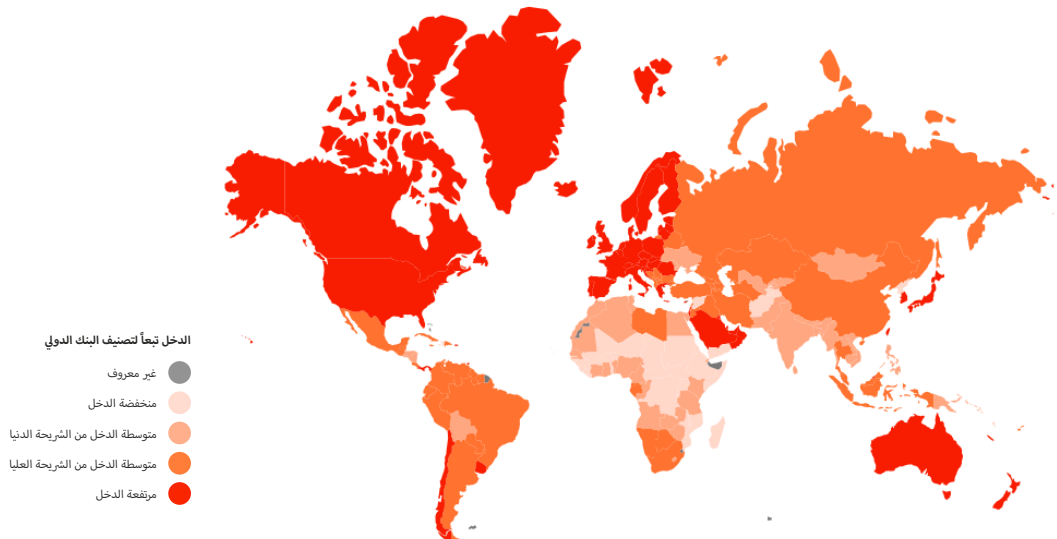 الدخل تبعاً لتصنيف البنك الدولي
غير معروف
منخفضة الدخل
متوسطة الدخل من الشريحة الدنيا
متوسطة الدخل من الشريحة العليا
مرتفعة الدخل